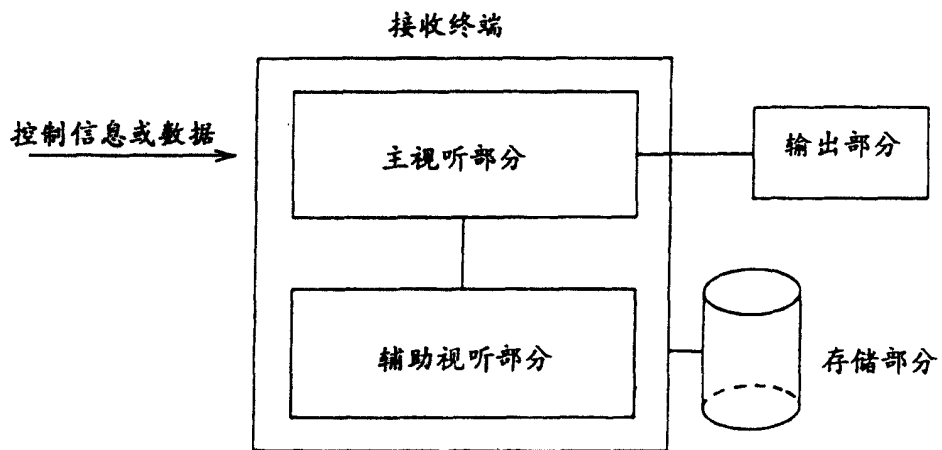 接收终端
控制信息或数据
主视听部分
输出部分
辅助视听部分
存储部分